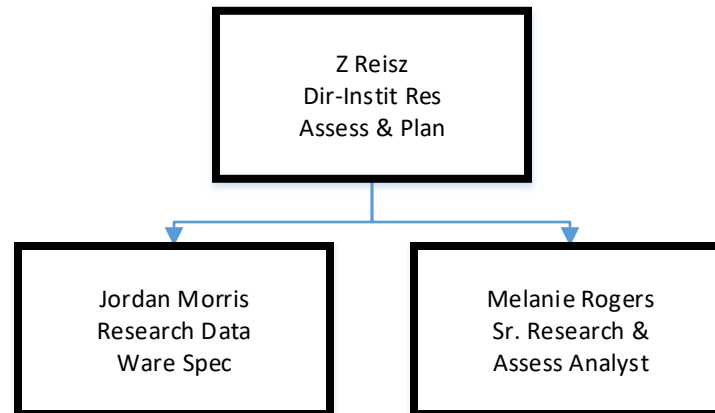 Z Reisz
Dir-Instit Res
Assess & Plan
Jordan Morris
Research Data
Ware Spec
Melanie Rogers
Sr. Research &
Assess Analyst